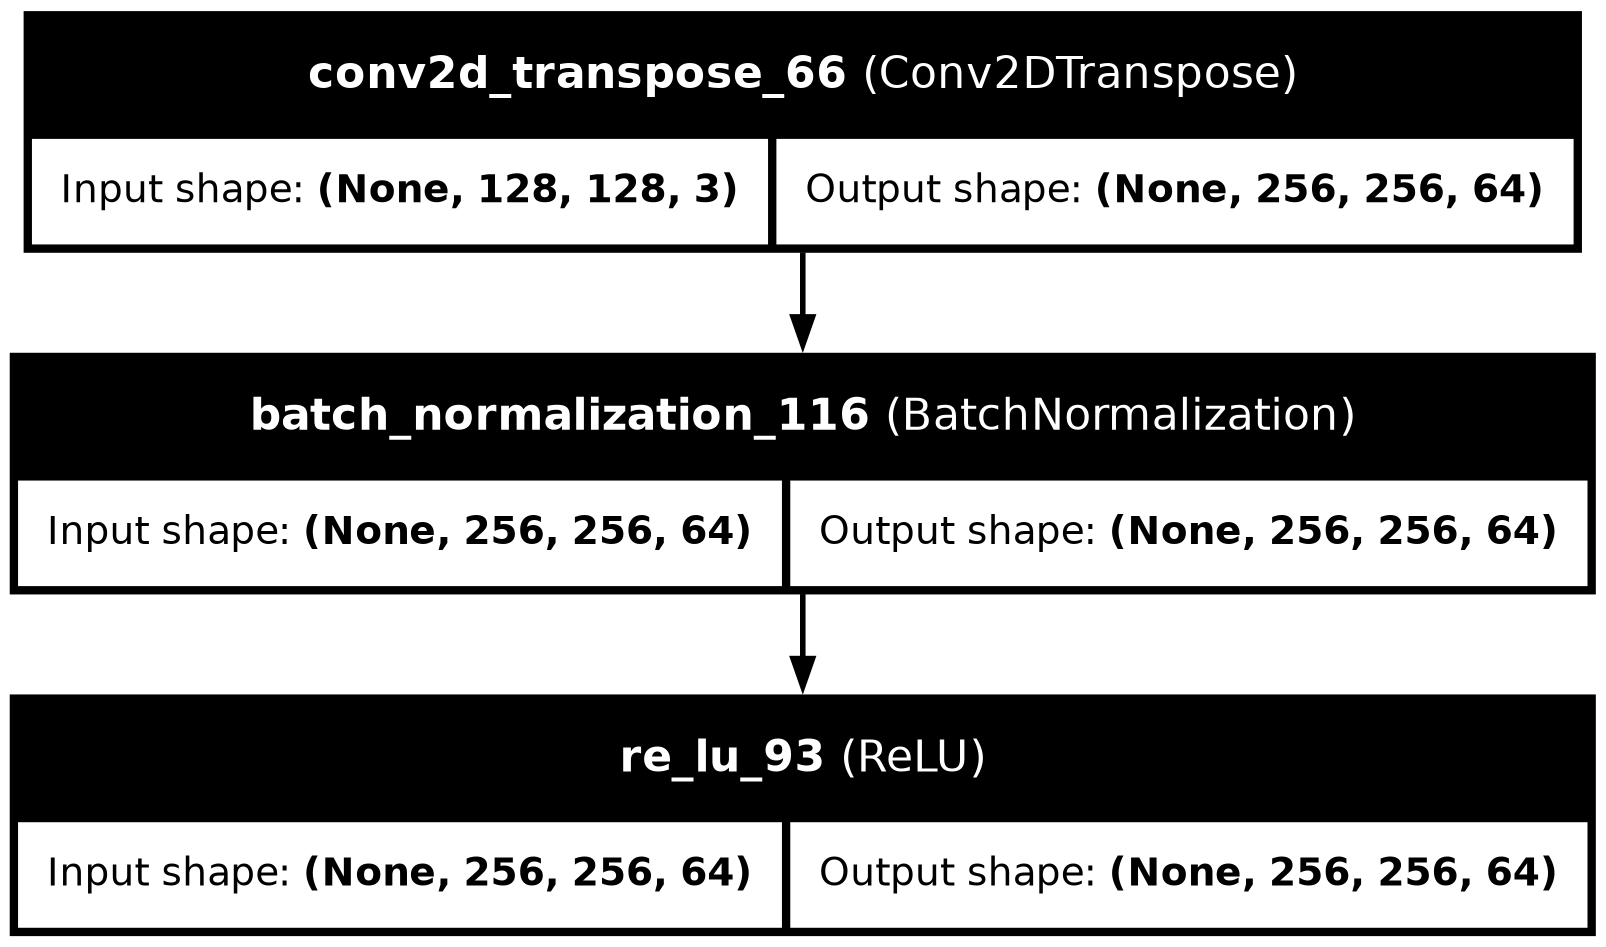 conv2d_transpose_66 (Conv2DTranspose)
Input shape: (None, 128, 128, 3) Output shape: (None, 256, 256, 64)
batch_normalization_116 (BatchNormalization)
Input shape: (None, 256, 256, 64) Output shape: (None, 256, 256, 64)
re_lu_93 (ReLU)
Input shape: (None, 256, 256, 64) Output shape: (None, 256, 256, 64)